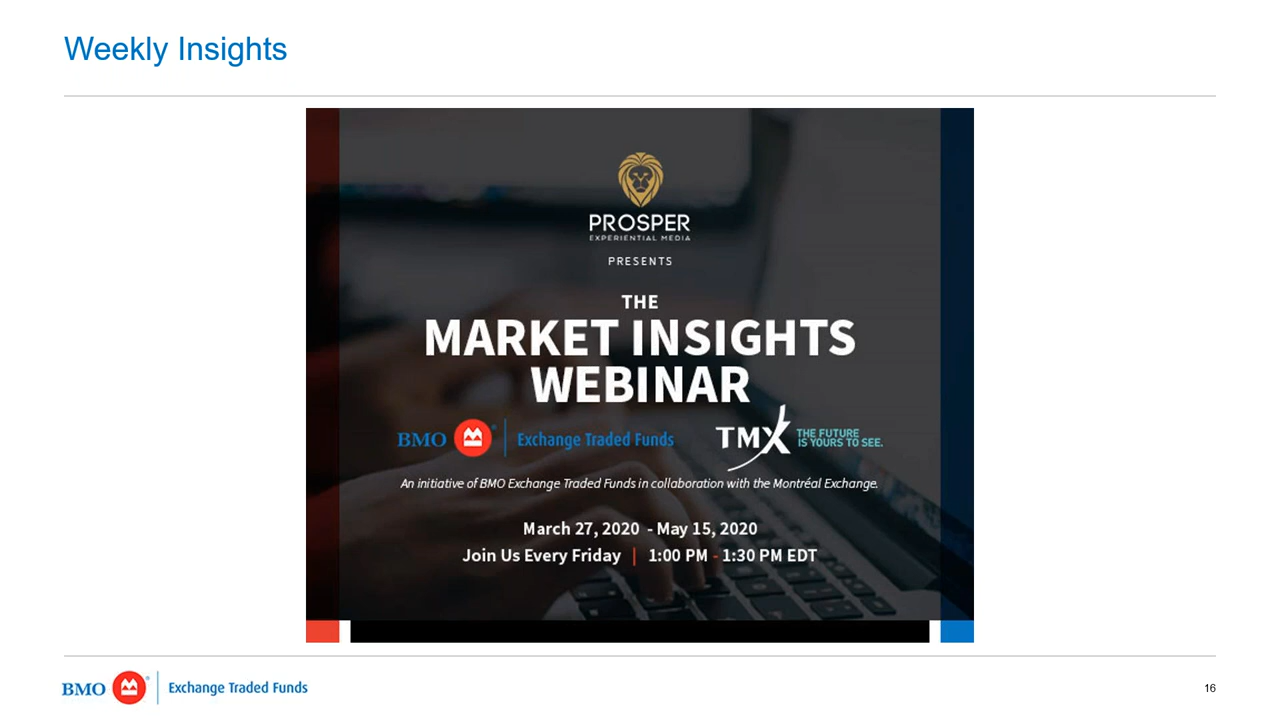 Weekly Insights
PROSPER
EXPERIENTIAL MEDIA
PRESENTS
THE
MARKET INSIGHTS
WEBINAR
BMO ® Exchange Traded Funds
TMX THE FUTURE
IS YOURS TO SEE.
An initiative of BMO Exchange Traded Funds in collaboration with the Montréal Exchange.
March 27, 2020 - May 15, 2020
Join Us Every Friday | 1:00 PM - 1:30 PM EDT
BMO ® Exchange Traded Funds
16